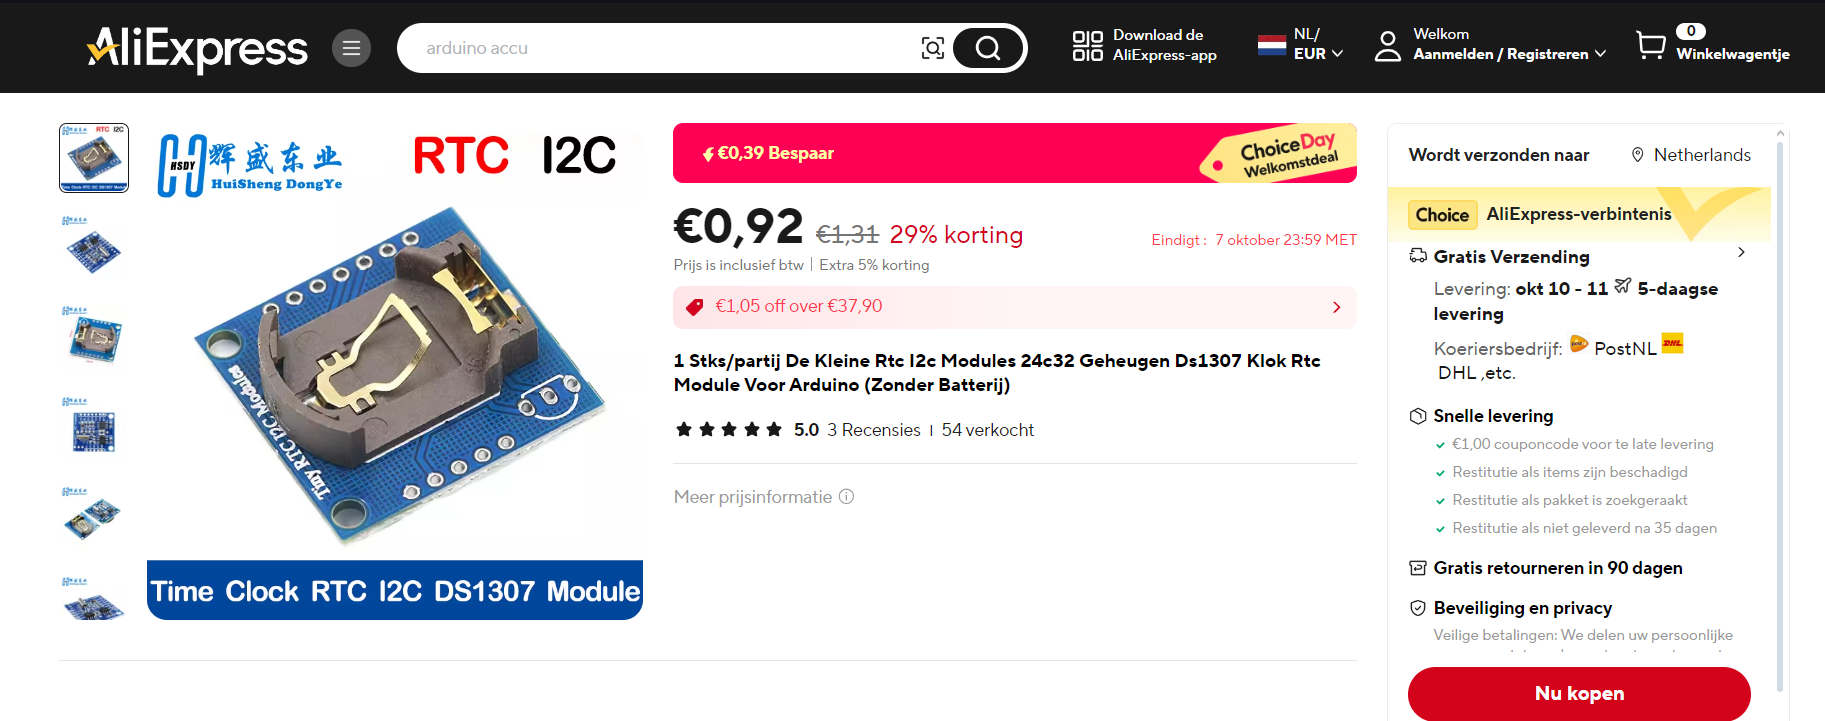 AliExpress
arduino accu
Download de
AliExpress-app
NL/
EUR
Welkom
Aanmelden / Registreren
0
Winkelwagentje
HSDY
辉盛东业
HuiSheng DongYe
RTC I2C
Tiny RTC I2C Modules
Time Clock RTC I2C DS1307 Module
€0,39 Bespaar
ChoiceDay
Welkomstdeal
€0,92 €1,31 29% korting
Eindigt : 7 oktober 23:59 MET
Prijs is inclusief btw | Extra 5% korting
€1,05 off over €37,90
1 Stks/partij De Kleine Rtc I2c Modules 24c32 Geheugen Ds1307 Klok Rtc
Module Voor Arduino (Zonder Batterij)
5.0 3 Recensies | 54 verkocht
Meer prijsinformatie
Wordt verzonden naar Netherlands
Choice AliExpress-verbintenis
Gratis Verzending
Levering: okt 10 - 11 5-daagse
levering
Koeriersbedrijf: PostNL DHL
DHL ,etc.
Snelle levering
€1,00 couponcode voor te late levering
Restitutie als items zijn beschadigd
Restitutie als pakket is zoekgeraakt
Restitutie als niet geleverd na 35 dagen
Gratis retourneren in 90 dagen
Beveiliging en privacy
Veilige betalingen: We delen uw persoonlijke
Nu kopen